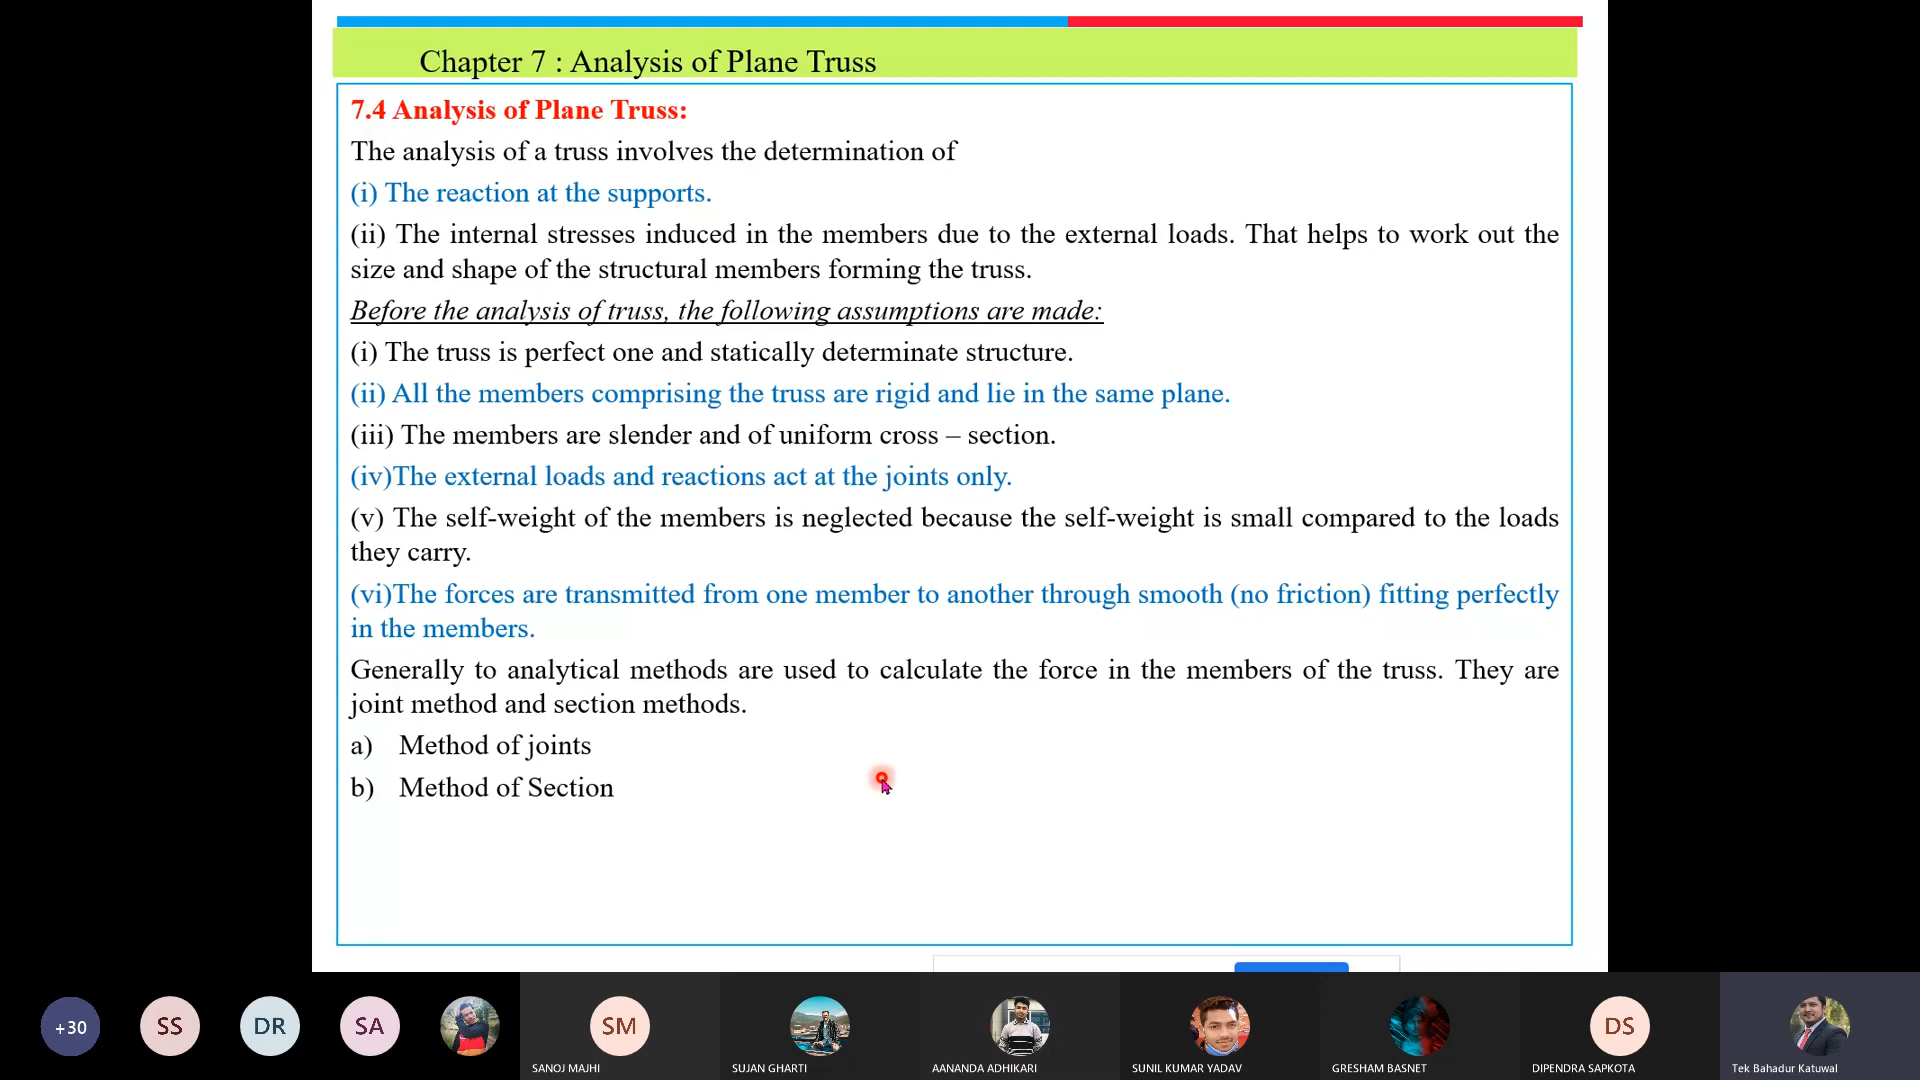 Chapter 7 : Analysis of Plane Truss
7.4 Analysis of Plane Truss:
The analysis of a truss involves the determination of
(i) The reaction at the supports.
(ii) The internal stresses induced in the members due to the external loads. That helps to work out the
size and shape of the structural members forming the truss.
Before the analysis of truss, the following assumptions are made:
(i) The truss is perfect one and statically determinate structure.
(ii) All the members comprising the truss are rigid and lie in the same plane.
(iii) The members are slender and of uniform cross – section.
(iv)The external loads and reactions act at the joints only.
(v) The self-weight of the members is neglected because the self-weight is small compared to the loads
they carry.
(vi)The forces are transmitted from one member to another through smooth (no friction) fitting perfectly
in the members.
Generally to analytical methods are used to calculate the force in the members of the truss. They are
joint method and section methods.
a) Method of joints
b) Method of Section
+30 SS DR SA SM DS
SANOJ MAJHI SUJAN GHARTI AANANDA ADHIKARI SUNIL KUMAR YADAV GRESHAM BASNET DIPENDRA SAPKOTA Tek Bahadur Katuwal